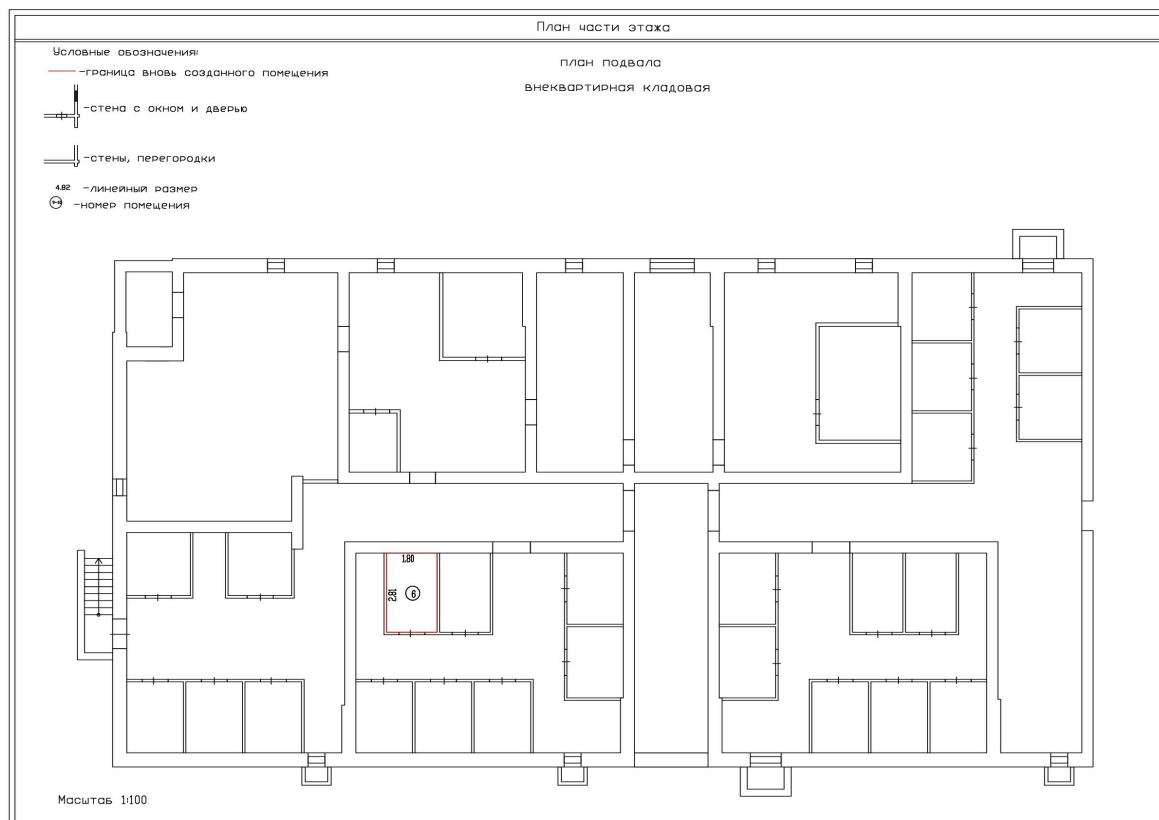 План части этажа
Условные обозначения:
-граница вновь созданного помещения
план подвала
внеквартирная кладовая
-стена с окном и дверью
-стены, перегородки
4.82 -линейный размер
-номер помещения
1.80
2.81
6
Масштаб 1:100